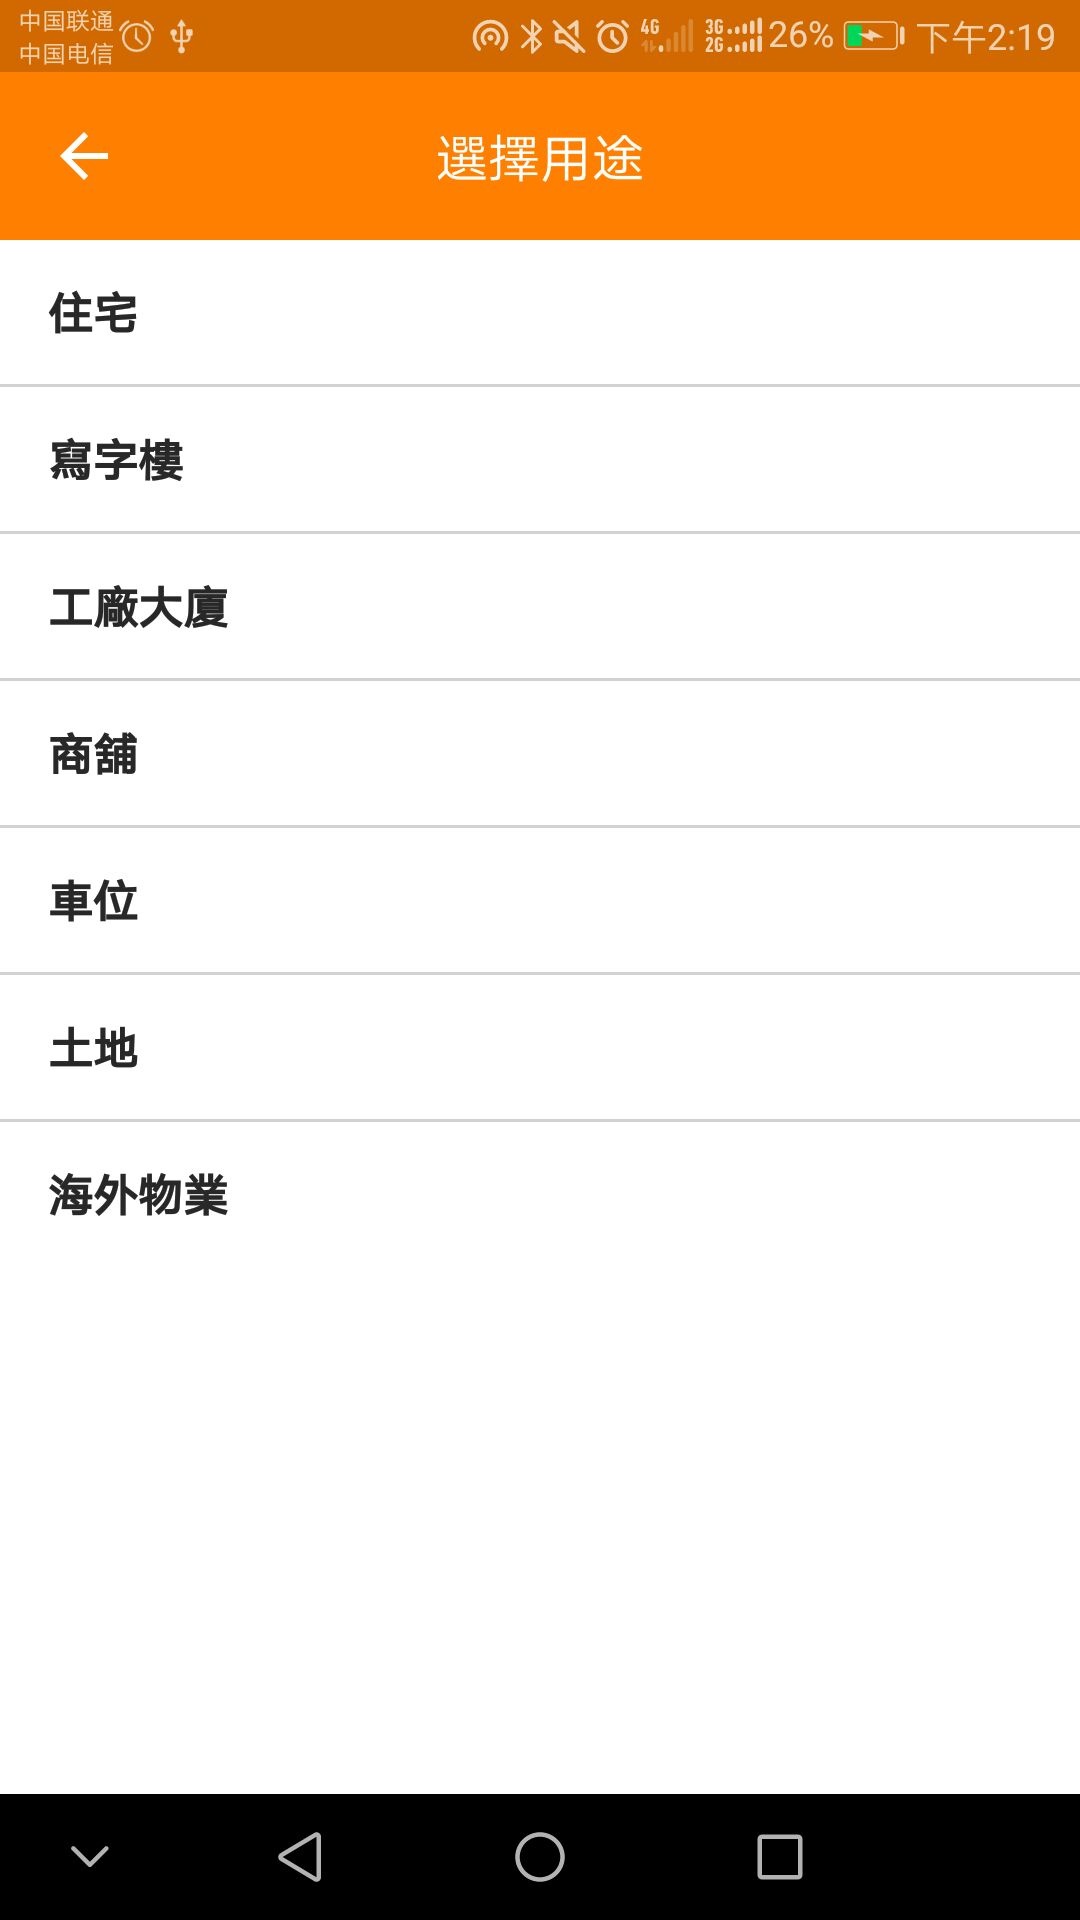 中国联通
中国电信
4G 3G 2G 26% 下午2:19
選擇用途
住宅
寫字樓
工廠大廈
商舖
車位
土地
海外物業